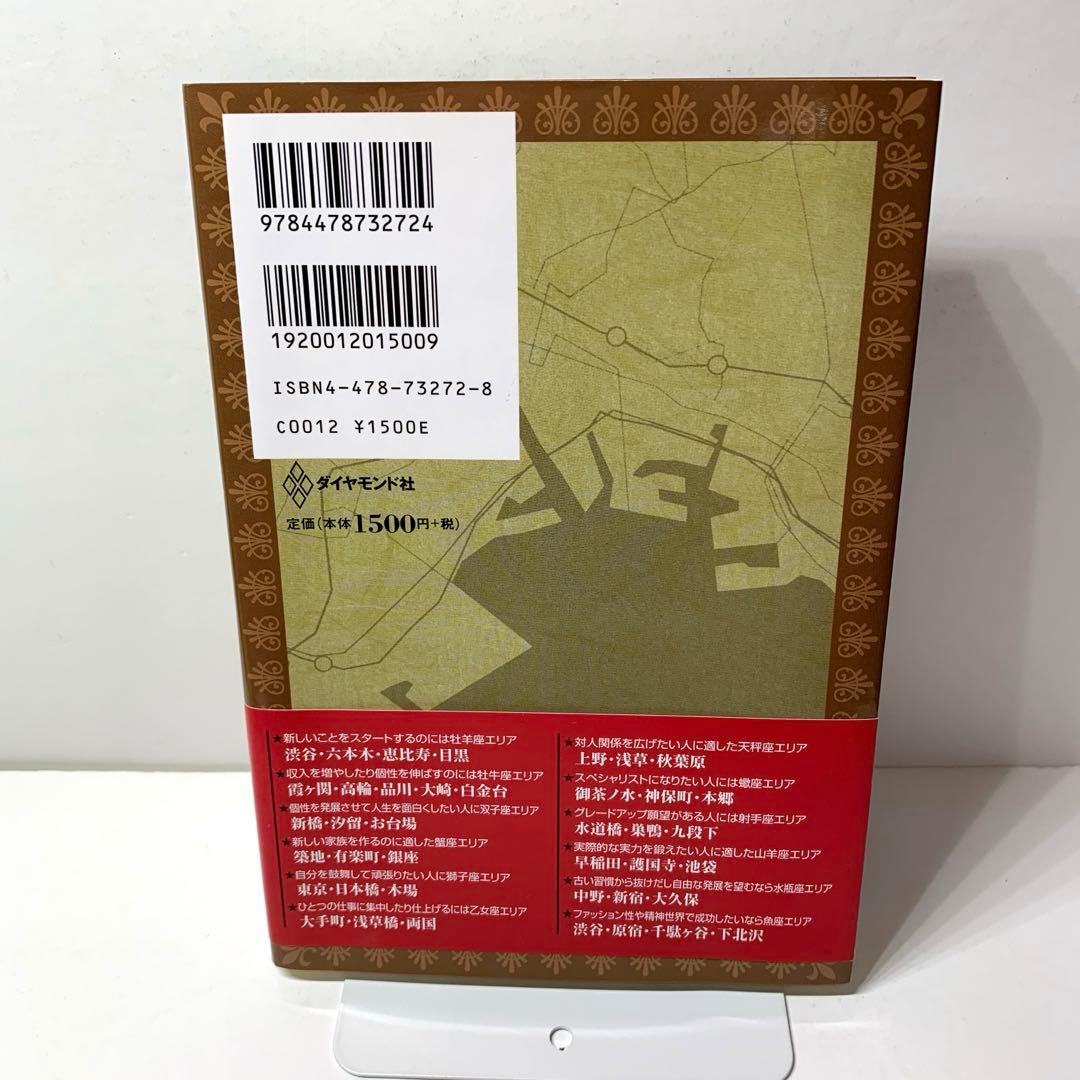 9784478732724
1920012015009
ISBN4-478-73272-8
C0012 ¥1500E
ダイヤモンド社
定価(本体1500円+税)
★新しいことをスタートするのには牡羊座エリア
渋谷・六本木・恵比寿・目黒
★収入を増やしたり個性を伸ばすのには牡牛座エリア
霞ヶ関・高輪・品川・大崎・白金台
★個性を発展させて人生を面白くしたい人に双子座エリア
新橋・汐留・お台場
★新しい家族を作るのに適した蟹座エリア
築地・有楽町・銀座
★自分を鼓舞して頑張りたい人に獅子座エリア
東京・日本橋・木場
★ひとつの仕事に集中したり仕上げるには乙女座エリア
大手町・浅草橋・両国
★対人関係を広げたい人に適した天秤座エリア
上野・浅草・秋葉原
★スペシャリストになりたい人には蠍座エリア
御茶ノ水・神保町・本郷
★グレードアップ願望がある人には射手座エリア
水道橋・巣鴨・九段下
★実際的な実力を鍛えたい人に適した山羊座エリア
早稲田・護国寺・池袋
★古い習慣から抜けだし自由な発展を望むなら水瓶座エリア
中野・新宿・大久保
★ファッション性や精神世界で成功したいなら魚座エリア
渋谷・原宿・千駄ヶ谷・下北沢